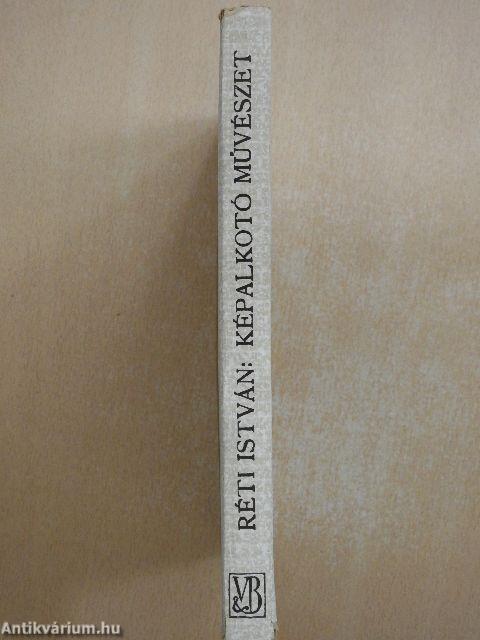 RÉTI ISTVÁN: KÉPALKOTÓ MŰVÉSZET
VB
Antikvárium.hu